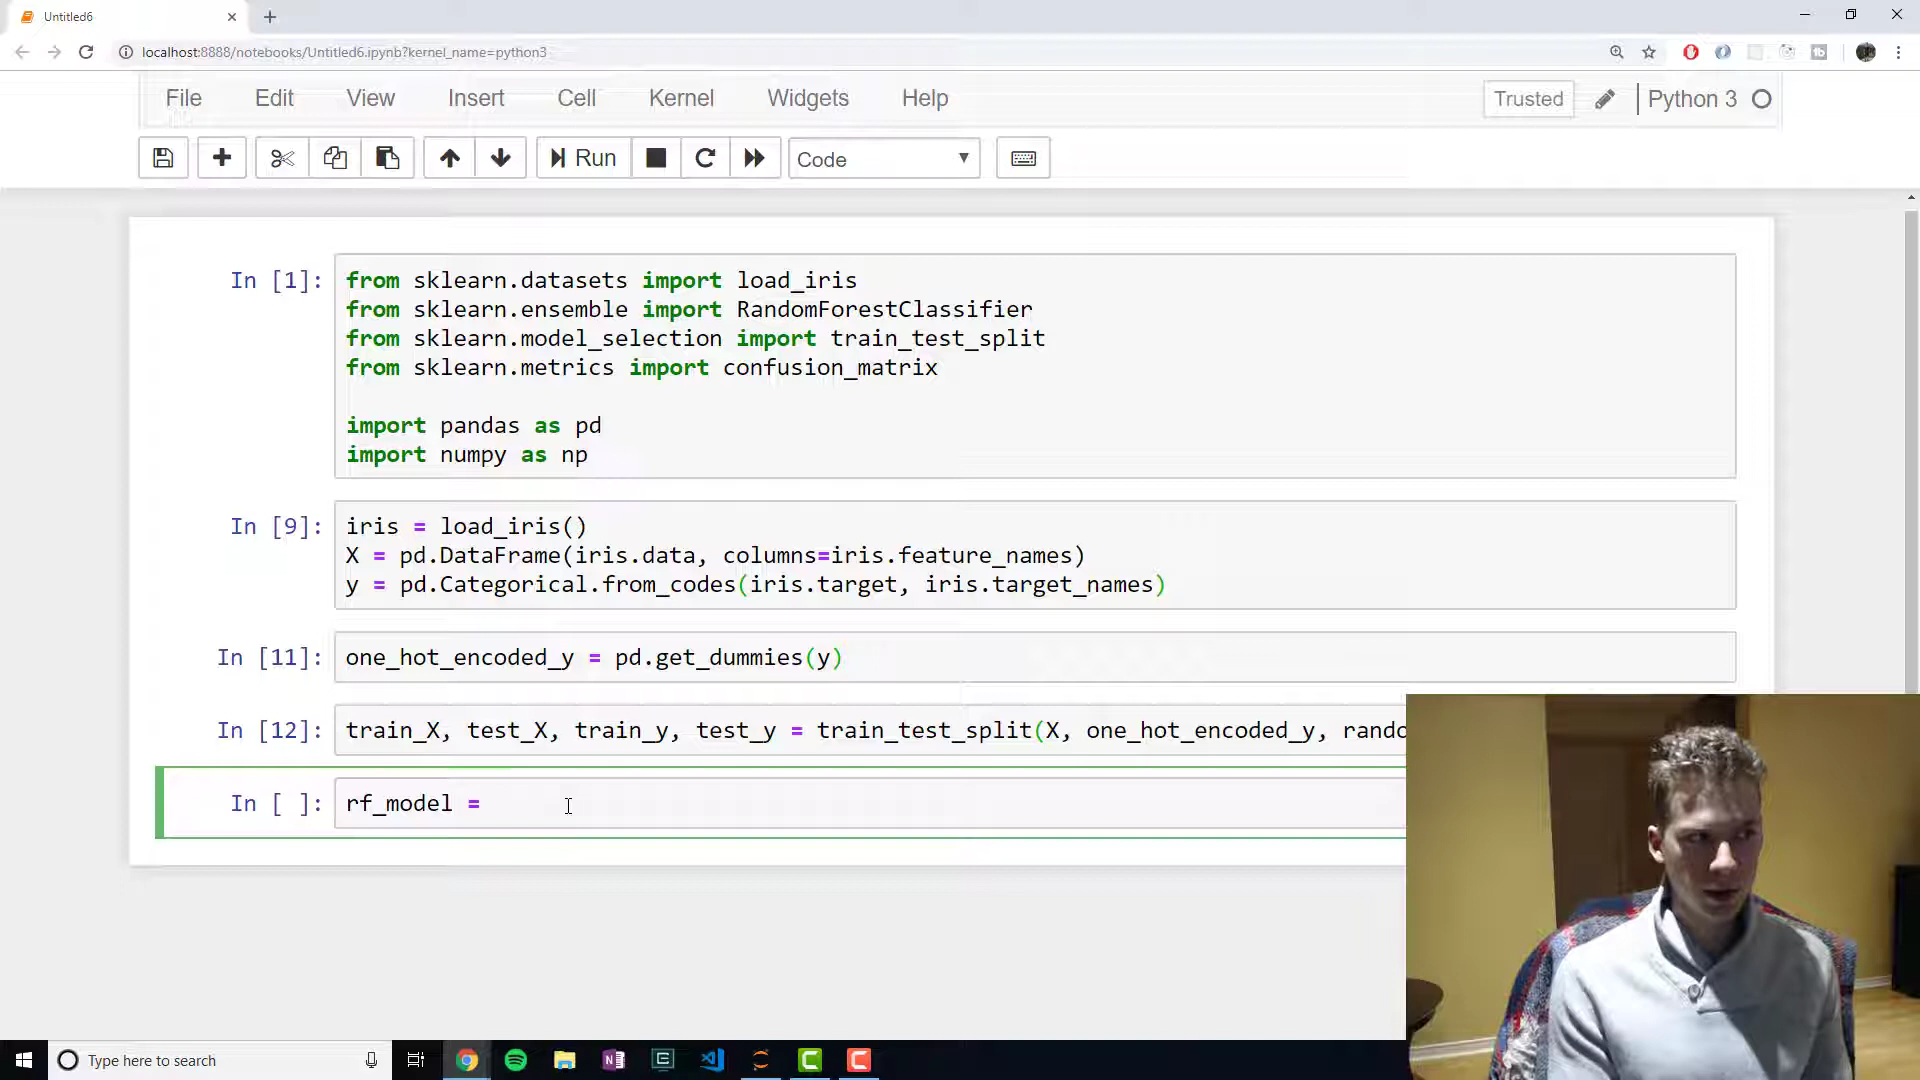 Untitled6
localhost:8888/notebooks/Untitled6.ipynb?kernel_name=python3
File Edit View Insert Cell Kernel Widgets Help
Trusted Python 3
Run Code
In [1]: from sklearn.datasets import load_iris
from sklearn.ensemble import RandomForestClassifier
from sklearn.model_selection import train_test_split
from sklearn.metrics import confusion_matrix
import pandas as pd
import numpy as np
In [9]: iris = load_iris()
X = pd.DataFrame(iris.data, columns=iris.feature_names)
y = pd.Categorical.from_codes(iris.target, iris.target_names)
In [11]: one_hot_encoded_y = pd.get_dummies(y)
In [12]: train_X, test_X, train_y, test_y = train_test_split(X, one_hot_encoded_y, rando
In [ ]: rf_model =
Type here to search